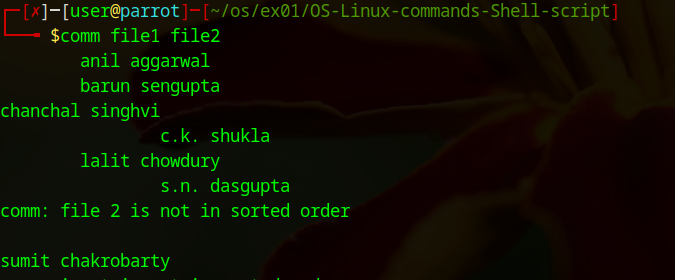 ┌─[✗]─[user@parrot]─[~/os/ex01/OS-Linux-commands-Shell-script]
└──╼ $comm file1 file2
anil aggarwal
barun sengupta
chanchal singhvi
c.k. shukla
lalit chowdury
s.n. dasgupta
comm: file 2 is not in sorted order
sumit chakrobarty